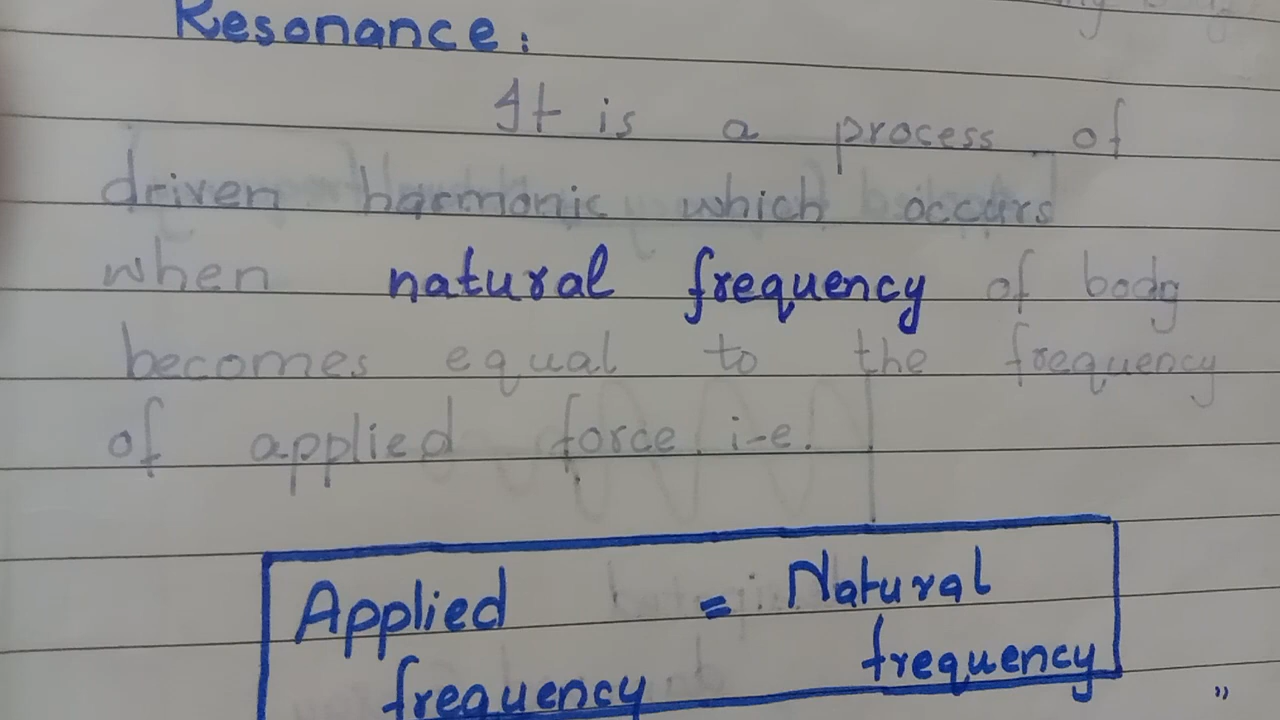 Resonance:
It is a process of
driven harmonic which occurs
when natural frequency of body
becomes equal to the frequency
of applied force i-e.
Applied = Natural
frequency frequency
"